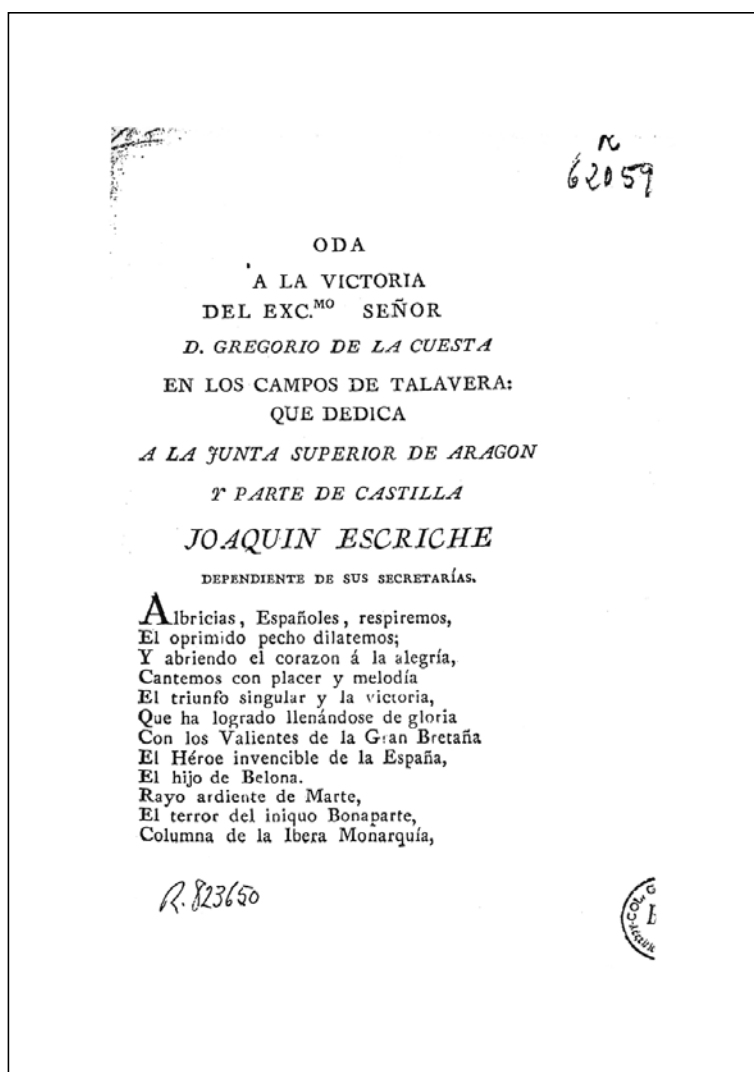 R
62059
ODA
A LA VICTORIA
DEL EXC.MO SEÑOR
D. GREGORIO DE LA CUESTA
EN LOS CAMPOS DE TALAVERA:
QUE DEDICA
A LA JUNTA SUPERIOR DE ARAGON
Y PARTE DE CASTILLA
JOAQUIN ESCRICHE
DEPENDIENTE DE SUS SECRETARÍAS.
Albricias, Españoles, respiremos,
El oprimido pecho dilatemos;
Y abriendo el corazon á la alegría,
Cantemos con placer y melodía
El triunfo singular y la victoria,
Que ha logrado llenándose de gloria
Con los Valientes de la Gran Bretaña
El Héroe invencible de la España,
El hijo de Belona.
Rayo ardiente de Marte,
El terror del iniquo Bonaparte,
Columna de la Ibera Monarquía,
R.823650
COL. G